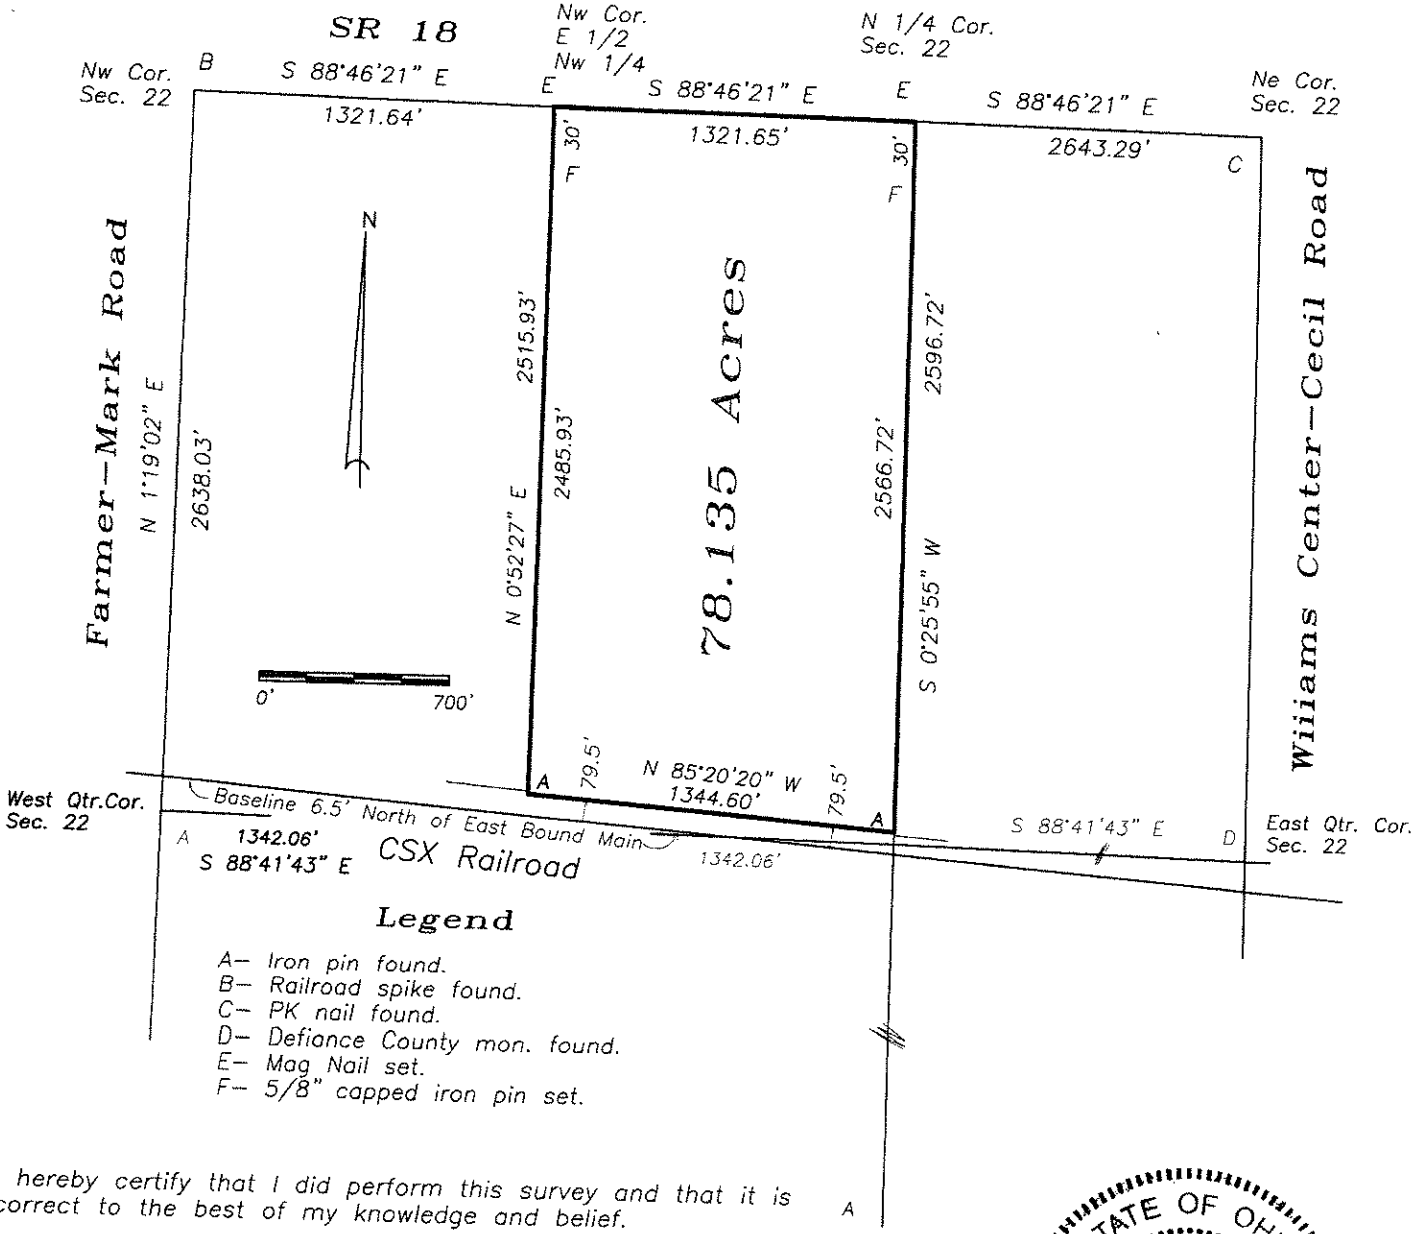 SR 18
Nw Cor.
E 1/2
Nw 1/4
N 1/4 Cor.
Sec. 22
Nw Cor.
Sec. 22
B
S 88°46'21" E
E
S 88°46'21" E
E
S 88°46'21" E
Ne Cor.
Sec. 22
1321.64'
30'
1321.65'
30'
2643.29'
C
F
F
N
Farmer-Mark Road
N 1°19'02" E
2638.03'
2515.93'
2485.93'
N 0°52'27" E
78.135 Acres
2596.72'
2566.72'
S 0°25'55" W
Wiiiams Center-Cecil Road
0'
700'
A
79.5'
N 85°20'20" W
1344.60'
79.5'
A
West Qtr.Cor.
Sec. 22
Baseline 6.5' North of East Bound Main
A
1342.06'
S 88°41'43" E
CSX Railroad
1342.06'
S 88°41'43" E
D
East Qtr. Cor.
Sec. 22
Legend
A- Iron pin found.
B- Railroad spike found.
C- PK nail found.
D- Defiance County mon. found.
E- Mag Nail set.
F- 5/8" capped iron pin set.
hereby certify that I did perform this survey and that it is
correct to the best of my knowledge and belief.
A
STATE OF